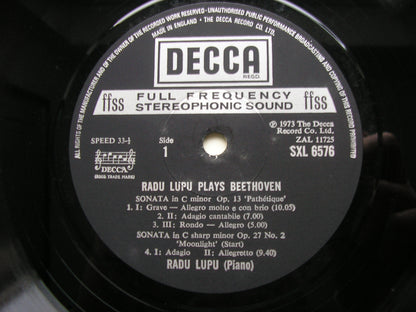 ALL RIGHTS OF THE MANUFACTURER AND OF THE OWNER OF THE RECORDED WORK RESERVED—UNAUTHORISED PUBLIC PERFORMANCE BROADCASTING AND COPYING OF THIS RECORD PROHIBITED
MADE IN ENGLAND, THE DECCA RECORD CO. LTD.
DECCA
REGD.
ffss FULL FREQUENCY STEREOPHONIC SOUND ffss
SPEED 33⅓
DECCA
(REGD. TRADE MARK)
Side
1
℗ 1973 The Decca
Record Co. Ltd.
ZAL 11725
SXL 6576
RADU LUPU PLAYS BEETHOVEN
SONATA in C minor Op. 13 'Pathétique'
1. I: Grave — Allegro molto e con brio (10.05)
2. II: Adagio cantabile (7.00)
3. III: Rondo — Allegro (5.00)
SONATA in C sharp minor Op. 27 No. 2
'Moonlight' (Start)
4. I: Adagio II: Allegretto (9.40)
RADU LUPU (Piano)